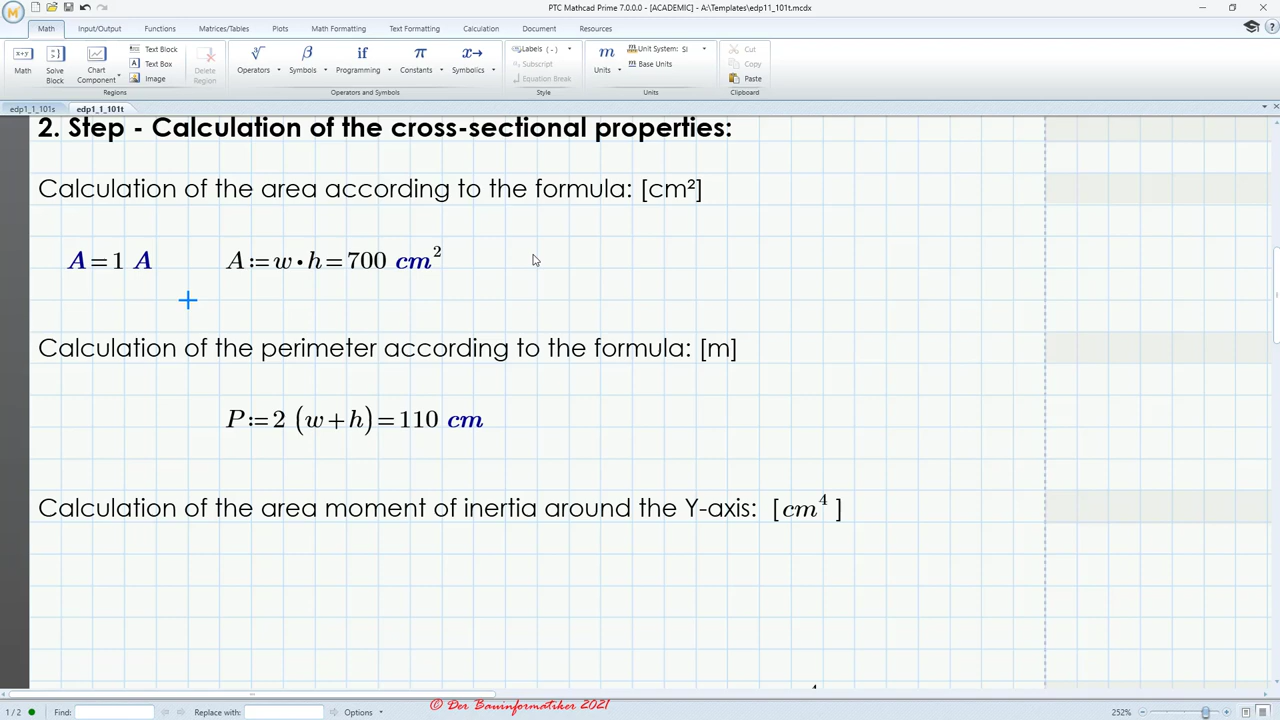 PTC Mathcad Prime 7.0.0.0 - [ACADEMIC] - A:\Templates\edp11_101t.mcdx
Math Input/Output Functions Matrices/Tables Plots Math Formatting Text Formatting Calculation Document Resources
Math
Solve Block
Chart Component
Text Block
Text Box
Image
Delete Region
Regions
Operators
Symbols
Programming
Constants
Symbolics
Operators and Symbols
Labels ( – )
Subscript
Equation Break
Style
Units
Unit System: SI
Base Units
Units
Cut
Copy
Paste
Clipboard
edp1_1_101s edp1_1_101t
2. Step - Calculation of the cross-sectional properties:
Calculation of the area according to the formula: [cm²]
A = 1 A A := w · h = 700 cm²
Calculation of the perimeter according to the formula: [m]
P := 2 (w + h) = 110 cm
Calculation of the area moment of inertia around the Y-axis: [cm⁴]
© Der Bauinformatiker 2021
1 / 2 Find: Replace with: Options 252%